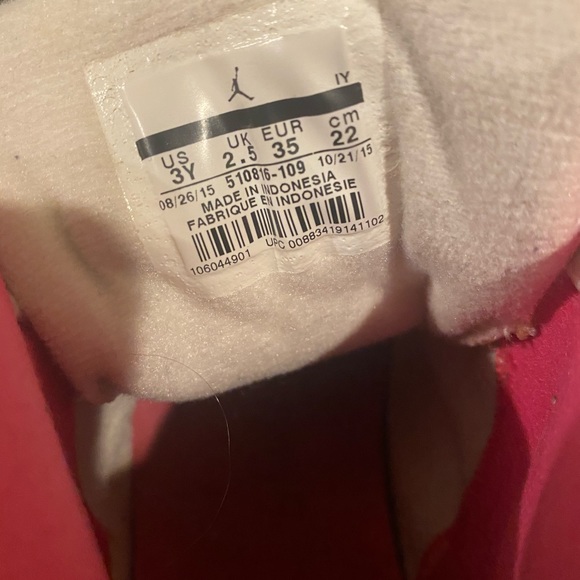 IY
US UK EUR cm
3Y 2.5 35 22
08/26/15 510816-109 10/21/15
MADE IN INDONESIA
FABRIQUE EN INDONESIE
106044901 UPC 00883419141102